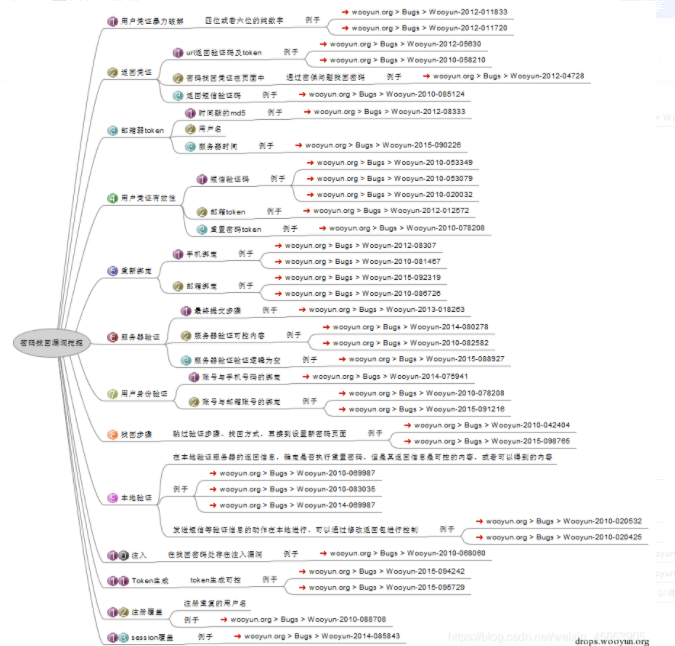 密码找回漏洞挖掘
1 用户凭证暴力破解 四位或者六位的纯数字 例子
wooyun.org > Bugs > Wooyun-2012-011833
wooyun.org > Bugs > Wooyun-2012-011720
2 返回凭证
1 url返回验证码及token 例子
wooyun.org > Bugs > Wooyun-2012-05630
wooyun.org > Bugs > Wooyun-2010-058210
2 密码找回凭证在页面中 通过密保问题找回密码 例子 wooyun.org > Bugs > Wooyun-2012-04728
3 返回短信验证码 例子 wooyun.org > Bugs > Wooyun-2010-085124
3 邮箱弱token
1 时间戳的md5 例子 wooyun.org > Bugs > Wooyun-2012-08333
2 用户名
3 服务器时间 例子 wooyun.org > Bugs > Wooyun-2015-090226
4 用户凭证有效性
1 短信验证码 例子
wooyun.org > Bugs > Wooyun-2010-053349
wooyun.org > Bugs > Wooyun-2010-053079
wooyun.org > Bugs > Wooyun-2010-020032
2 邮箱token 例子 wooyun.org > Bugs > Wooyun-2012-012572
3 重置密码token 例子 wooyun.org > Bugs > Wooyun-2010-078208
5 重新绑定
1 手机绑定 例子
wooyun.org > Bugs > Wooyun-2012-08307
wooyun.org > Bugs > Wooyun-2010-081467
2 邮箱绑定 例子
wooyun.org > Bugs > Wooyun-2015-092319
wooyun.org > Bugs > Wooyun-2010-086726
6 服务器验证
1 最终提交步骤 例子 wooyun.org > Bugs > Wooyun-2013-018263
2 服务器验证可控内容 例子
wooyun.org > Bugs > Wooyun-2014-080278
wooyun.org > Bugs > Wooyun-2010-082582
3 服务器验证验证逻辑为空 例子 wooyun.org > Bugs > Wooyun-2015-088927
7 用户身份验证
1 账号与手机号码的绑定 例子 wooyun.org > Bugs > Wooyun-2014-075941
2 账号与邮箱账号的绑定 例子
wooyun.org > Bugs > Wooyun-2010-078208
wooyun.org > Bugs > Wooyun-2015-091216
8 找回步骤 跳过验证步骤、找回方式，直接到设置新密码页面 例子
wooyun.org > Bugs > Wooyun-2010-042404
wooyun.org > Bugs > Wooyun-2015-098765
9 本地验证
在本地验证服务器的返回信息，确定是否执行重置密码，但是其返回信息是可控的内容，或者可以得到的内容
例子
wooyun.org > Bugs > Wooyun-2010-069987
wooyun.org > Bugs > Wooyun-2010-083035
wooyun.org > Bugs > Wooyun-2014-069987
发送短信等验证信息的动作在本地进行，可以通过修改返回包进行控制 例子
wooyun.org > Bugs > Wooyun-2010-020532
wooyun.org > Bugs > Wooyun-2010-020425
10 注入 在找回密码处存在注入漏洞 例子 wooyun.org > Bugs > Wooyun-2010-068060
11 Token生成 token生成可控 例子
wooyun.org > Bugs > Wooyun-2015-094242
wooyun.org > Bugs > Wooyun-2015-095729
12 注册覆盖 注册重复的用户名
例子 wooyun.org > Bugs > Wooyun-2010-088708
13 session覆盖 例子 wooyun.org > Bugs > Wooyun-2014-085843
drops.wooyun.org